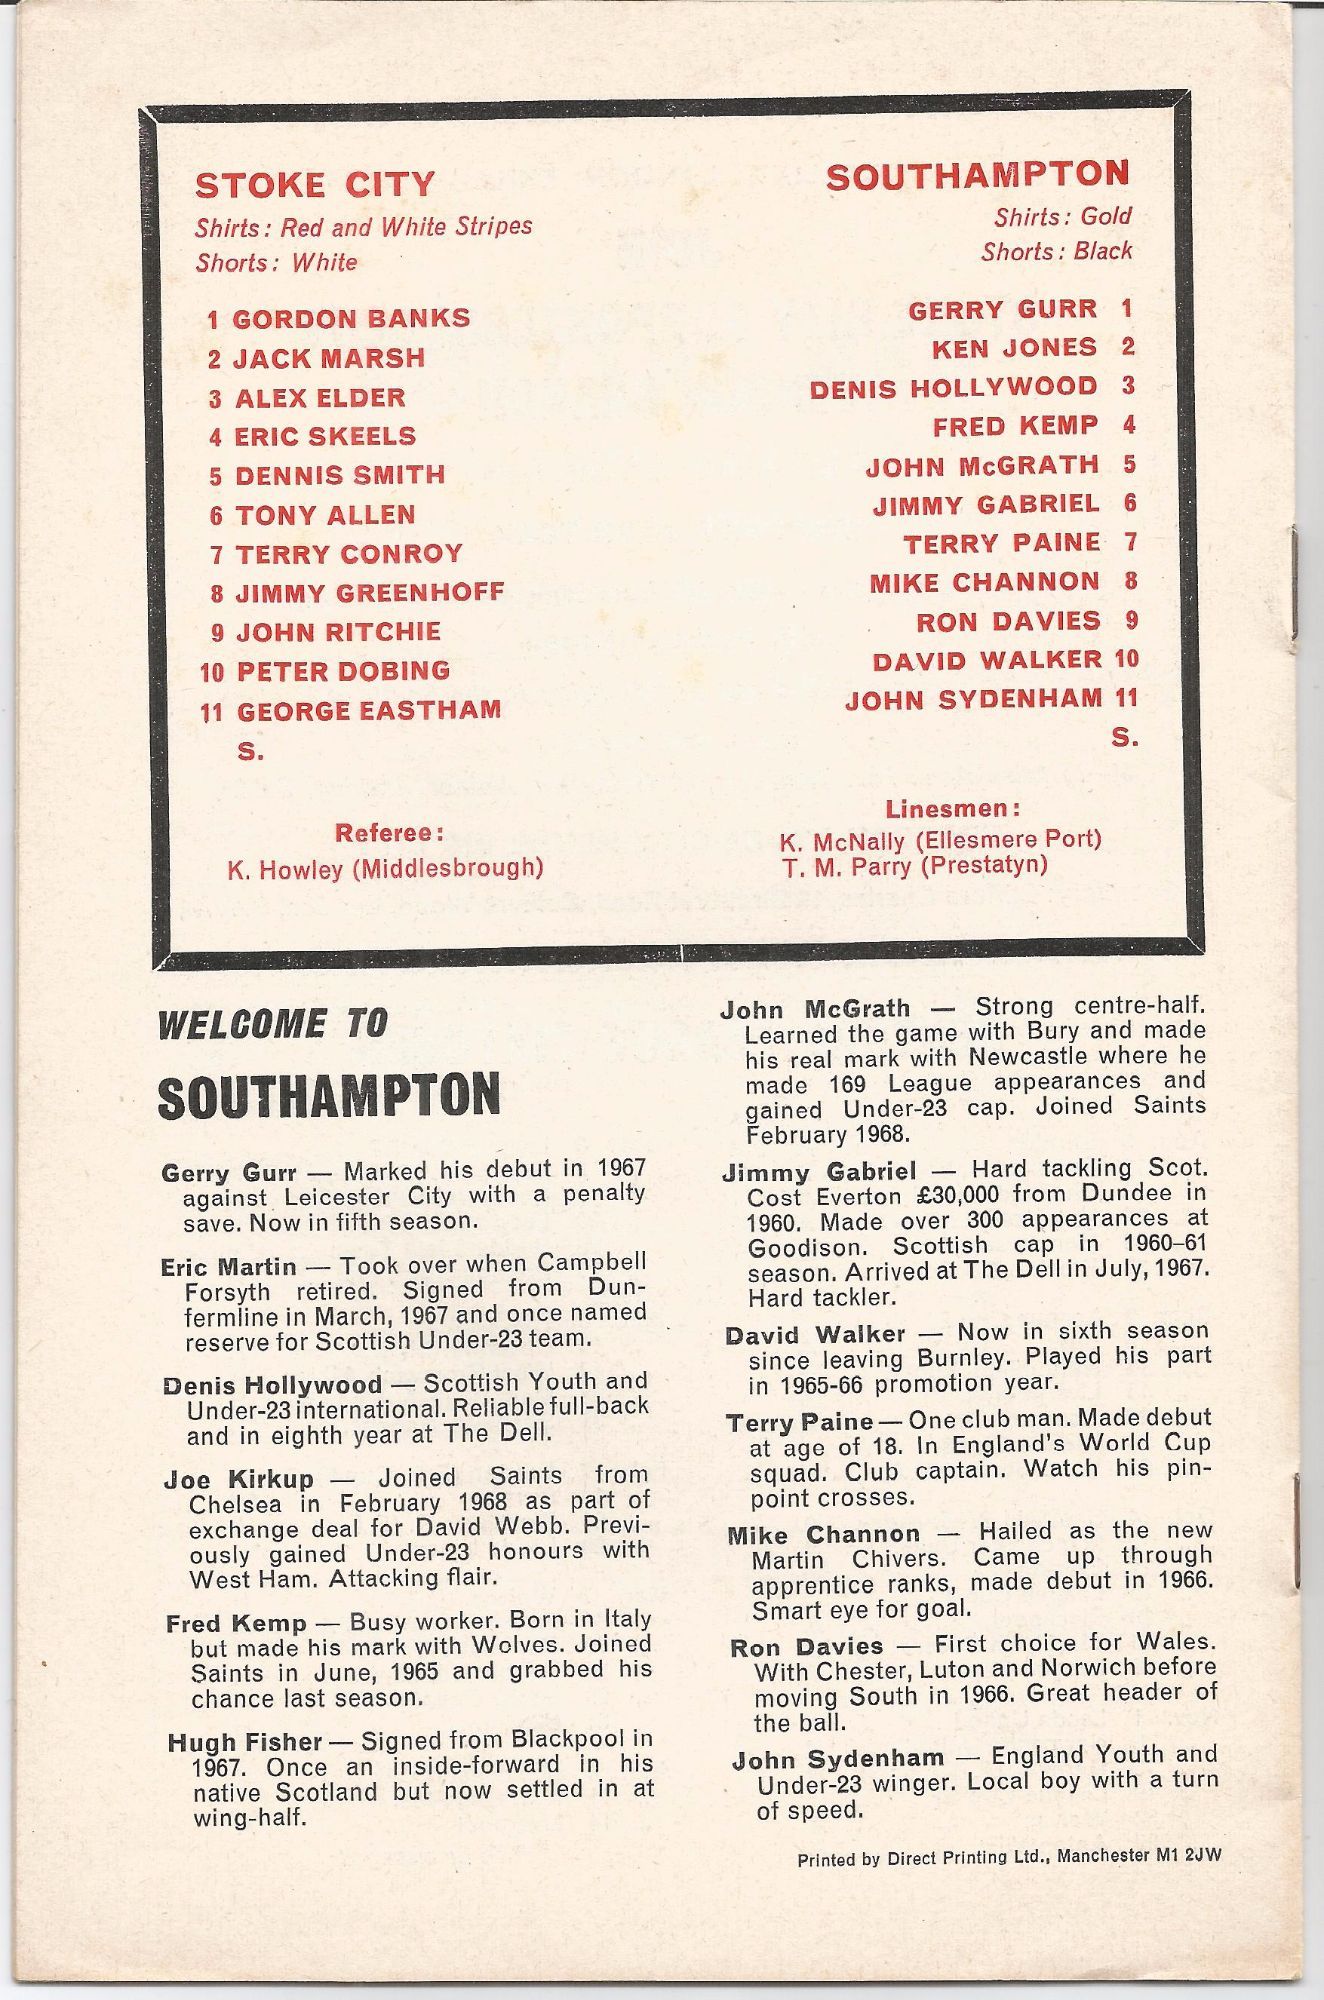 STOKE CITY
Shirts: Red and White Stripes
Shorts: White
1 GORDON BANKS
2 JACK MARSH
3 ALEX ELDER
4 ERIC SKEELS
5 DENNIS SMITH
6 TONY ALLEN
7 TERRY CONROY
8 JIMMY GREENHOFF
9 JOHN RITCHIE
10 PETER DOBING
11 GEORGE EASTHAM
S.
Referee:
K. Howley (Middlesbrough)
SOUTHAMPTON
Shirts: Gold
Shorts: Black
GERRY GURR 1
KEN JONES 2
DENIS HOLLYWOOD 3
FRED KEMP 4
JOHN McGRATH 5
JIMMY GABRIEL 6
TERRY PAINE 7
MIKE CHANNON 8
RON DAVIES 9
DAVID WALKER 10
JOHN SYDENHAM 11
S.
Linesmen:
K. McNally (Ellesmere Port)
T. M. Parry (Prestatyn)
WELCOME TO
SOUTHAMPTON
Gerry Gurr — Marked his debut in 1967
against Leicester City with a penalty
save. Now in fifth season.
Eric Martin — Took over when Campbell
Forsyth retired. Signed from Dun-
fermline in March, 1967 and once named
reserve for Scottish Under-23 team.
Denis Hollywood — Scottish Youth and
Under-23 international. Reliable full-back
and in eighth year at The Dell.
Joe Kirkup — Joined Saints from
Chelsea in February 1968 as part of
exchange deal for David Webb. Previ-
ously gained Under-23 honours with
West Ham. Attacking flair.
Fred Kemp — Busy worker. Born in Italy
but made his mark with Wolves. Joined
Saints in June, 1965 and grabbed his
chance last season.
Hugh Fisher — Signed from Blackpool in
1967. Once an inside-forward in his
native Scotland but now settled in at
wing-half.
John McGrath — Strong centre-half.
Learned the game with Bury and made
his real mark with Newcastle where he
made 169 League appearances and
gained Under-23 cap. Joined Saints
February 1968.
Jimmy Gabriel — Hard tackling Scot.
Cost Everton £30,000 from Dundee in
1960. Made over 300 appearances at
Goodison. Scottish cap in 1960–61
season. Arrived at The Dell in July, 1967.
Hard tackler.
David Walker — Now in sixth season
since leaving Burnley. Played his part
in 1965-66 promotion year.
Terry Paine — One club man. Made debut
at age of 18. In England's World Cup
squad. Club captain. Watch his pin-
point crosses.
Mike Channon — Hailed as the new
Martin Chivers. Came up through
apprentice ranks, made debut in 1966.
Smart eye for goal.
Ron Davies — First choice for Wales.
With Chester, Luton and Norwich before
moving South in 1966. Great header of
the ball.
John Sydenham — England Youth and
Under-23 winger. Local boy with a turn
of speed.
Printed by Direct Printing Ltd., Manchester M1 2JW